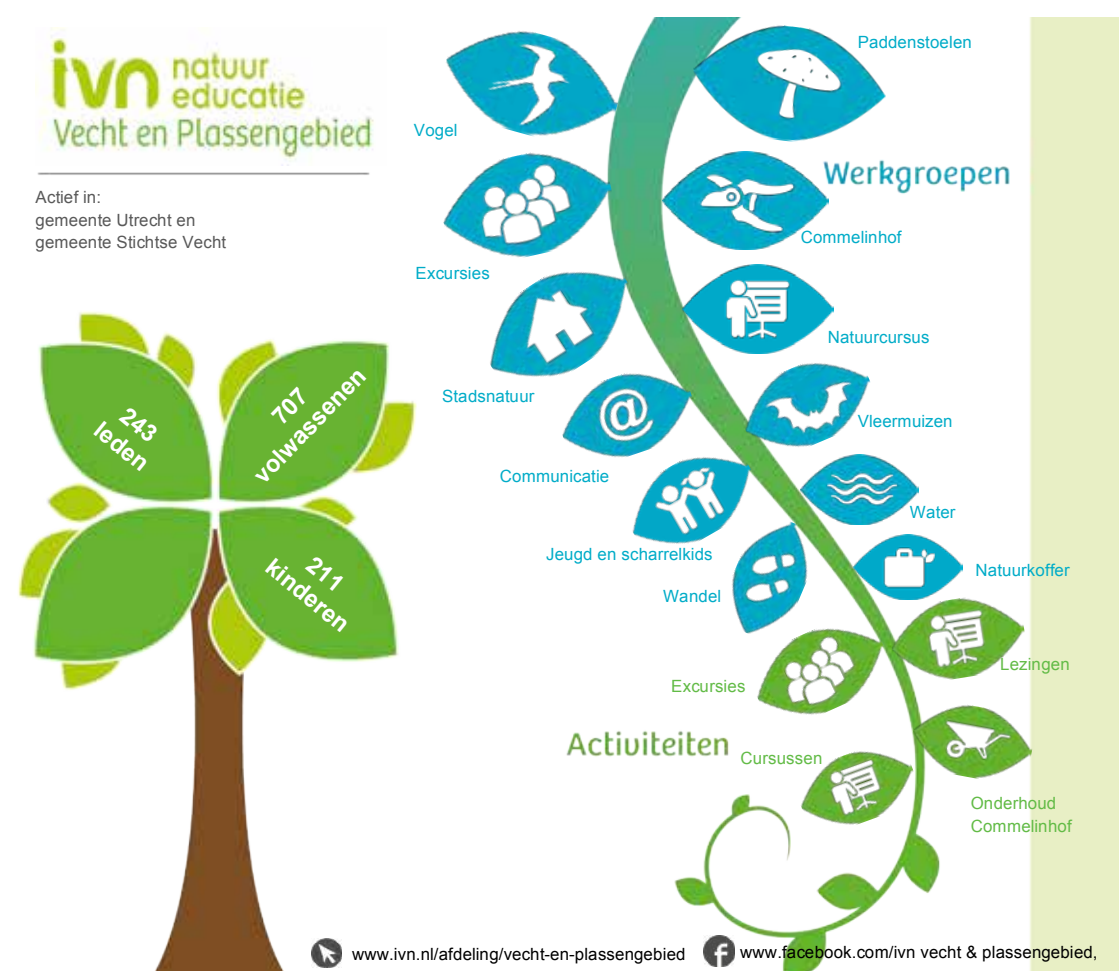 ivn natuur
educatie
Vecht en Plassengebied
Actief in:
gemeente Utrecht en
gemeente Stichtse Vecht
243
leden
707
volwassenen
211
kinderen
Paddenstoelen
Vogel
Werkgroepen
Commelinhof
Excursies
Natuurcursus
Stadsnatuur
Vleermuizen
@
Communicatie
Water
Jeugd en scharrelkids
Natuurkoffer
Wandel
Lezingen
Excursies
Activiteiten
Cursussen
Onderhoud
Commelinhof
www.ivn.nl/afdeling/vecht-en-plassengebied
f www.facebook.com/ivn vecht & plassengebied,